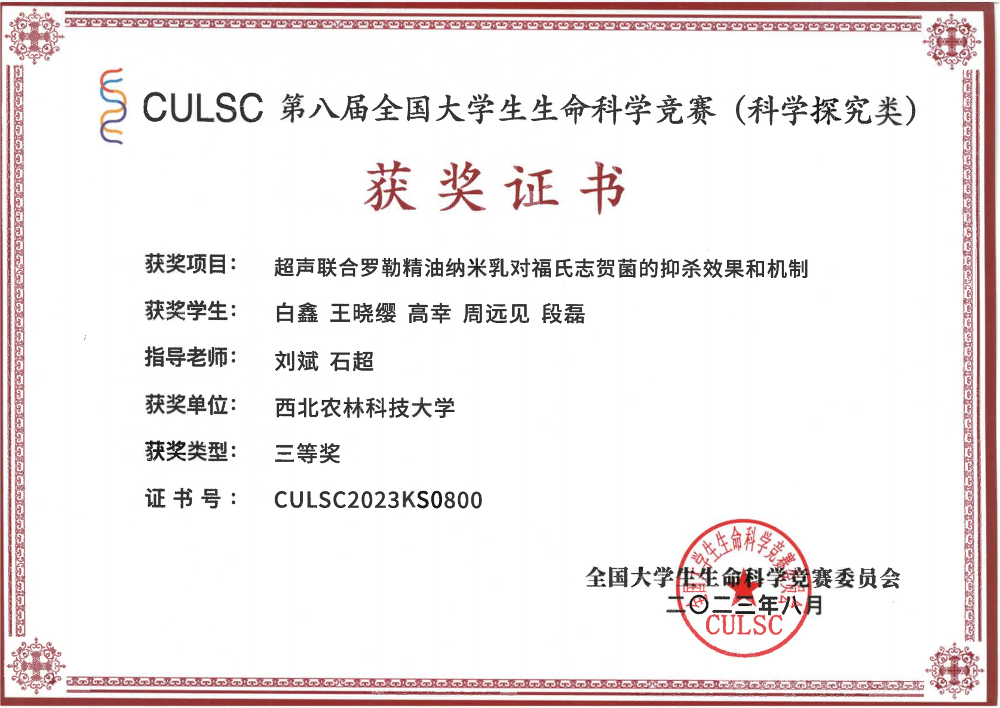 CULSC 第八届全国大学生生命科学竞赛（科学探究类）
获奖证书
获奖项目： 超声联合罗勒精油纳米乳对福氏志贺菌的抑杀效果和机制
获奖学生： 白鑫 王晓缨 高幸 周远见 段磊
指导老师： 刘斌 石超
获奖单位： 西北农林科技大学
获奖类型： 三等奖
证书号： CULSC2023KS0800
全国大学生生命科学竞赛委员会
二〇二三年八月
全国大学生生命科学竞赛委员会
CULSC